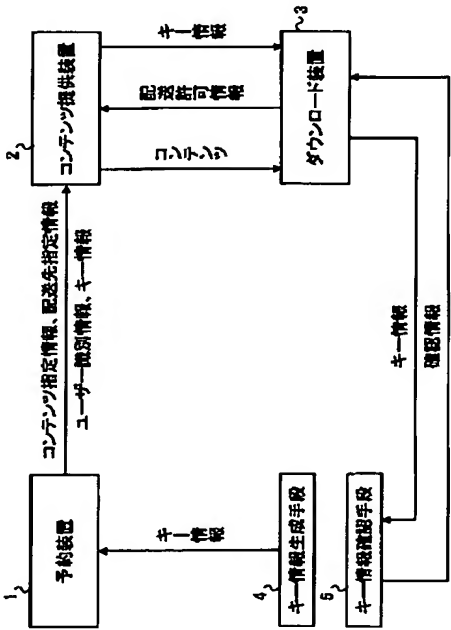 1
予約装置
コンテンツ指定情報、配送先指定情報
ユーザー識別情報、キー情報
2
コンテンツ提供装置
キー情報
配送許可情報
コンテンツ
3
ダウンロード装置
キー情報
4
キー情報生成手段
5
キー情報確認手段
キー情報
確認情報